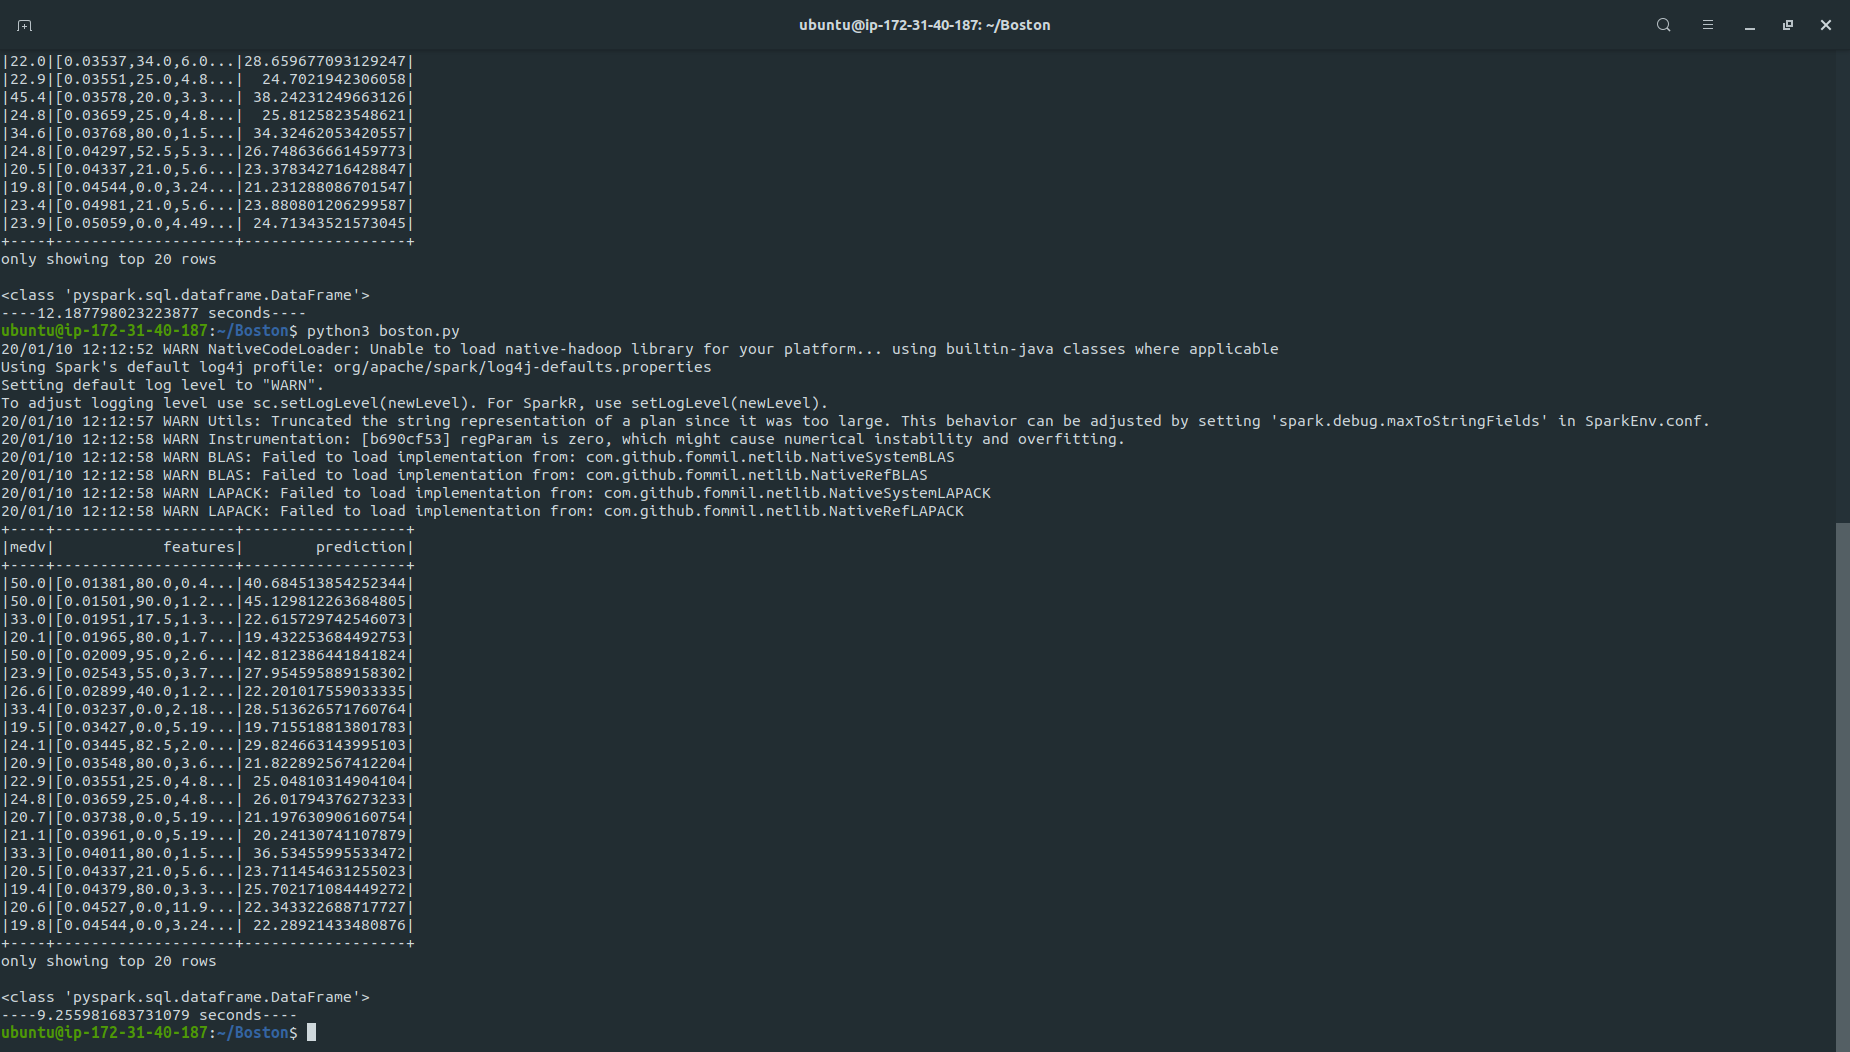 ubuntu@ip-172-31-40-187: ~/Boston
|22.0|[0.03537,34.0,6.0...|28.659677093129247|
|22.9|[0.03551,25.0,4.8...|  24.7021942306058|
|45.4|[0.03578,20.0,3.3...| 38.24231249663126|
|24.8|[0.03659,25.0,4.8...|  25.8125823548621|
|34.6|[0.03768,80.0,1.5...| 34.32462053420557|
|24.8|[0.04297,52.5,5.3...|26.748636661459773|
|20.5|[0.04337,21.0,5.6...|23.378342716428847|
|19.8|[0.04544,0.0,3.24...|21.231288086701547|
|23.4|[0.04981,21.0,5.6...|23.880801206299587|
|23.9|[0.05059,0.0,4.49...| 24.71343521573045|
+----+--------------------+------------------+
only showing top 20 rows
<class 'pyspark.sql.dataframe.DataFrame'>
----12.187798023223877 seconds----
ubuntu@ip-172-31-40-187:~/Boston$ python3 boston.py
20/01/10 12:12:52 WARN NativeCodeLoader: Unable to load native-hadoop library for your platform... using builtin-java classes where applicable
Using Spark's default log4j profile: org/apache/spark/log4j-defaults.properties
Setting default log level to "WARN".
To adjust logging level use sc.setLogLevel(newLevel). For SparkR, use setLogLevel(newLevel).
20/01/10 12:12:57 WARN Utils: Truncated the string representation of a plan since it was too large. This behavior can be adjusted by setting 'spark.debug.maxToStringFields' in SparkEnv.conf.
20/01/10 12:12:58 WARN Instrumentation: [b690cf53] regParam is zero, which might cause numerical instability and overfitting.
20/01/10 12:12:58 WARN BLAS: Failed to load implementation from: com.github.fommil.netlib.NativeSystemBLAS
20/01/10 12:12:58 WARN BLAS: Failed to load implementation from: com.github.fommil.netlib.NativeRefBLAS
20/01/10 12:12:58 WARN LAPACK: Failed to load implementation from: com.github.fommil.netlib.NativeSystemLAPACK
20/01/10 12:12:58 WARN LAPACK: Failed to load implementation from: com.github.fommil.netlib.NativeRefLAPACK
+----+--------------------+------------------+
|medv|            features|        prediction|
+----+--------------------+------------------+
|50.0|[0.01381,80.0,0.4...|40.684513854252344|
|50.0|[0.01501,90.0,1.2...|45.129812263684805|
|33.0|[0.01951,17.5,1.3...|22.615729742546073|
|20.1|[0.01965,80.0,1.7...|19.432253684492753|
|50.0|[0.02009,95.0,2.6...|42.812386441841824|
|23.9|[0.02543,55.0,3.7...|27.954595889158302|
|26.6|[0.02899,40.0,1.2...|22.201017559033335|
|33.4|[0.03237,0.0,2.18...|28.513626571760764|
|19.5|[0.03427,0.0,5.19...|19.715518813801783|
|24.1|[0.03445,82.5,2.0...|29.824663143995103|
|20.9|[0.03548,80.0,3.6...|21.822892567412204|
|22.9|[0.03551,25.0,4.8...| 25.04810314904104|
|24.8|[0.03659,25.0,4.8...| 26.01794376273233|
|20.7|[0.03738,0.0,5.19...|21.197630906160754|
|21.1|[0.03961,0.0,5.19...| 20.24130741107879|
|33.3|[0.04011,80.0,1.5...| 36.53455995533472|
|20.5|[0.04337,21.0,5.6...|23.711454631255023|
|19.4|[0.04379,80.0,3.3...|25.702171084449272|
|20.6|[0.04527,0.0,11.9...|22.343322688717727|
|19.8|[0.04544,0.0,3.24...| 22.28921433480876|
+----+--------------------+------------------+
only showing top 20 rows
<class 'pyspark.sql.dataframe.DataFrame'>
----9.255981683731079 seconds----
ubuntu@ip-172-31-40-187:~/Boston$